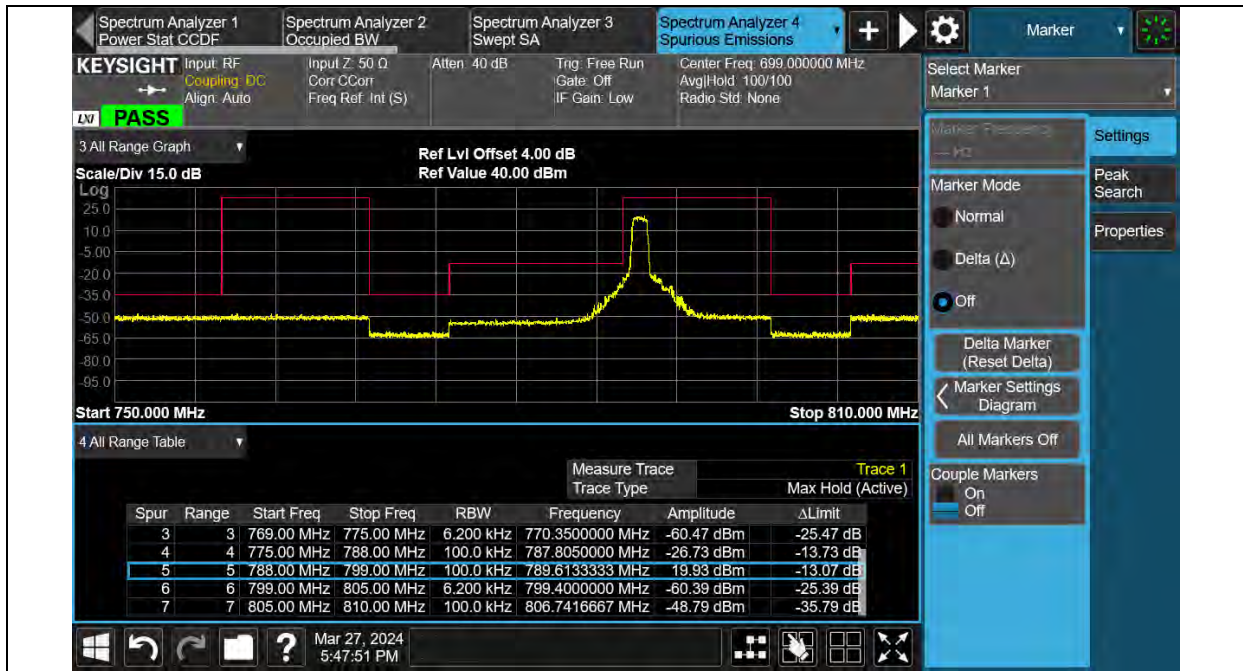 Spectrum Analyzer 1
Power Stat CCDF
Spectrum Analyzer 2
Occupied BW
Spectrum Analyzer 3
Swept SA
Spectrum Analyzer 4
Spurious Emissions
Marker
KEYSIGHT
Input: RF
Coupling: DC
Align: Auto
Input Z: 50 Ω
Corr CCorr
Freq Ref: Int (S)
Atten: 40 dB
Trig: Free Run
Gate: Off
IF Gain: Low
Center Freq: 699.000000 MHz
Avg|Hold: 100/100
Radio Std: None
LXI PASS
3 All Range Graph
Ref Lvl Offset 4.00 dB
Scale/Div 15.0 dB Ref Value 40.00 dBm
Log
25.0
10.0
-5.00
-20.0
-35.0
-50.0
-65.0
-80.0
-95.0
Start 750.000 MHz Stop 810.000 MHz
4 All Range Table
Measure Trace Trace 1
Trace Type Max Hold (Active)
Spur Range Start Freq Stop Freq RBW Frequency Amplitude ΔLimit
3 3 769.00 MHz 775.00 MHz 6.200 kHz 770.3500000 MHz -60.47 dBm -25.47 dB
4 4 775.00 MHz 788.00 MHz 100.0 kHz 787.8050000 MHz -26.73 dBm -13.73 dB
5 5 788.00 MHz 799.00 MHz 100.0 kHz 789.6133333 MHz 19.93 dBm -13.07 dB
6 6 799.00 MHz 805.00 MHz 6.200 kHz 799.4000000 MHz -60.39 dBm -25.39 dB
7 7 805.00 MHz 810.00 MHz 100.0 kHz 806.7416667 MHz -48.79 dBm -35.79 dB
Mar 27, 2024
5:47:51 PM
Select Marker
Marker 1
Marker Frequency
--- Hz
Settings
Peak
Search
Properties
Marker Mode
Normal
Delta (Δ)
Off
Delta Marker
(Reset Delta)
Marker Settings
Diagram
All Markers Off
Couple Markers
On
Off